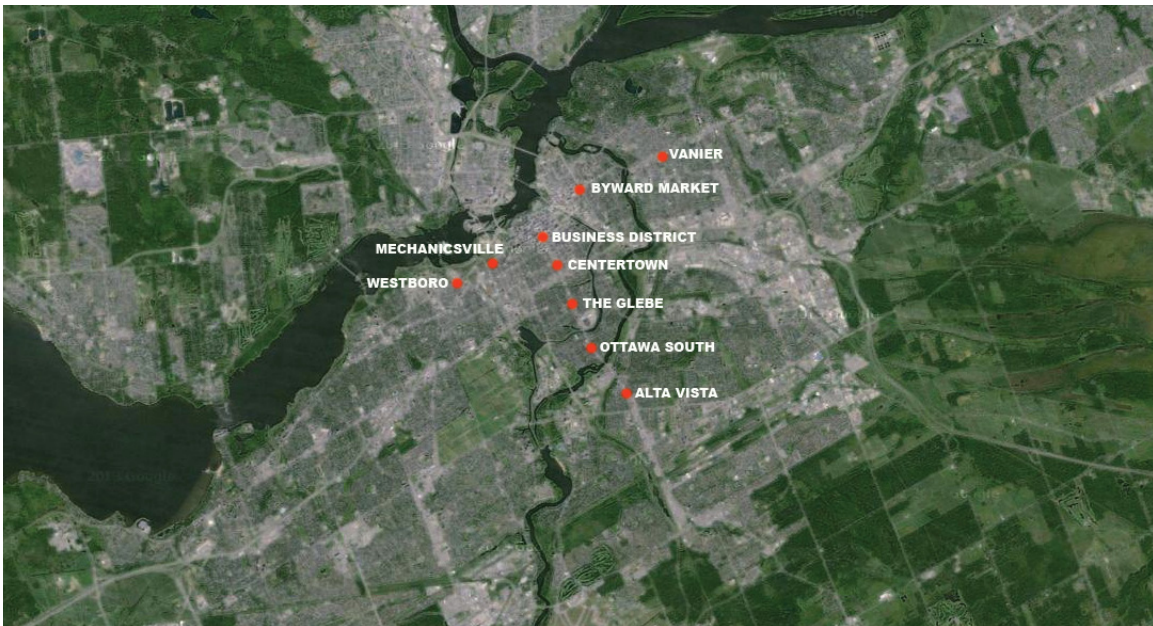 VANIER
BYWARD MARKET
BUSINESS DISTRICT
MECHANICSVILLE
CENTERTOWN
WESTBORO
THE GLEBE
OTTAWA SOUTH
ALTA VISTA